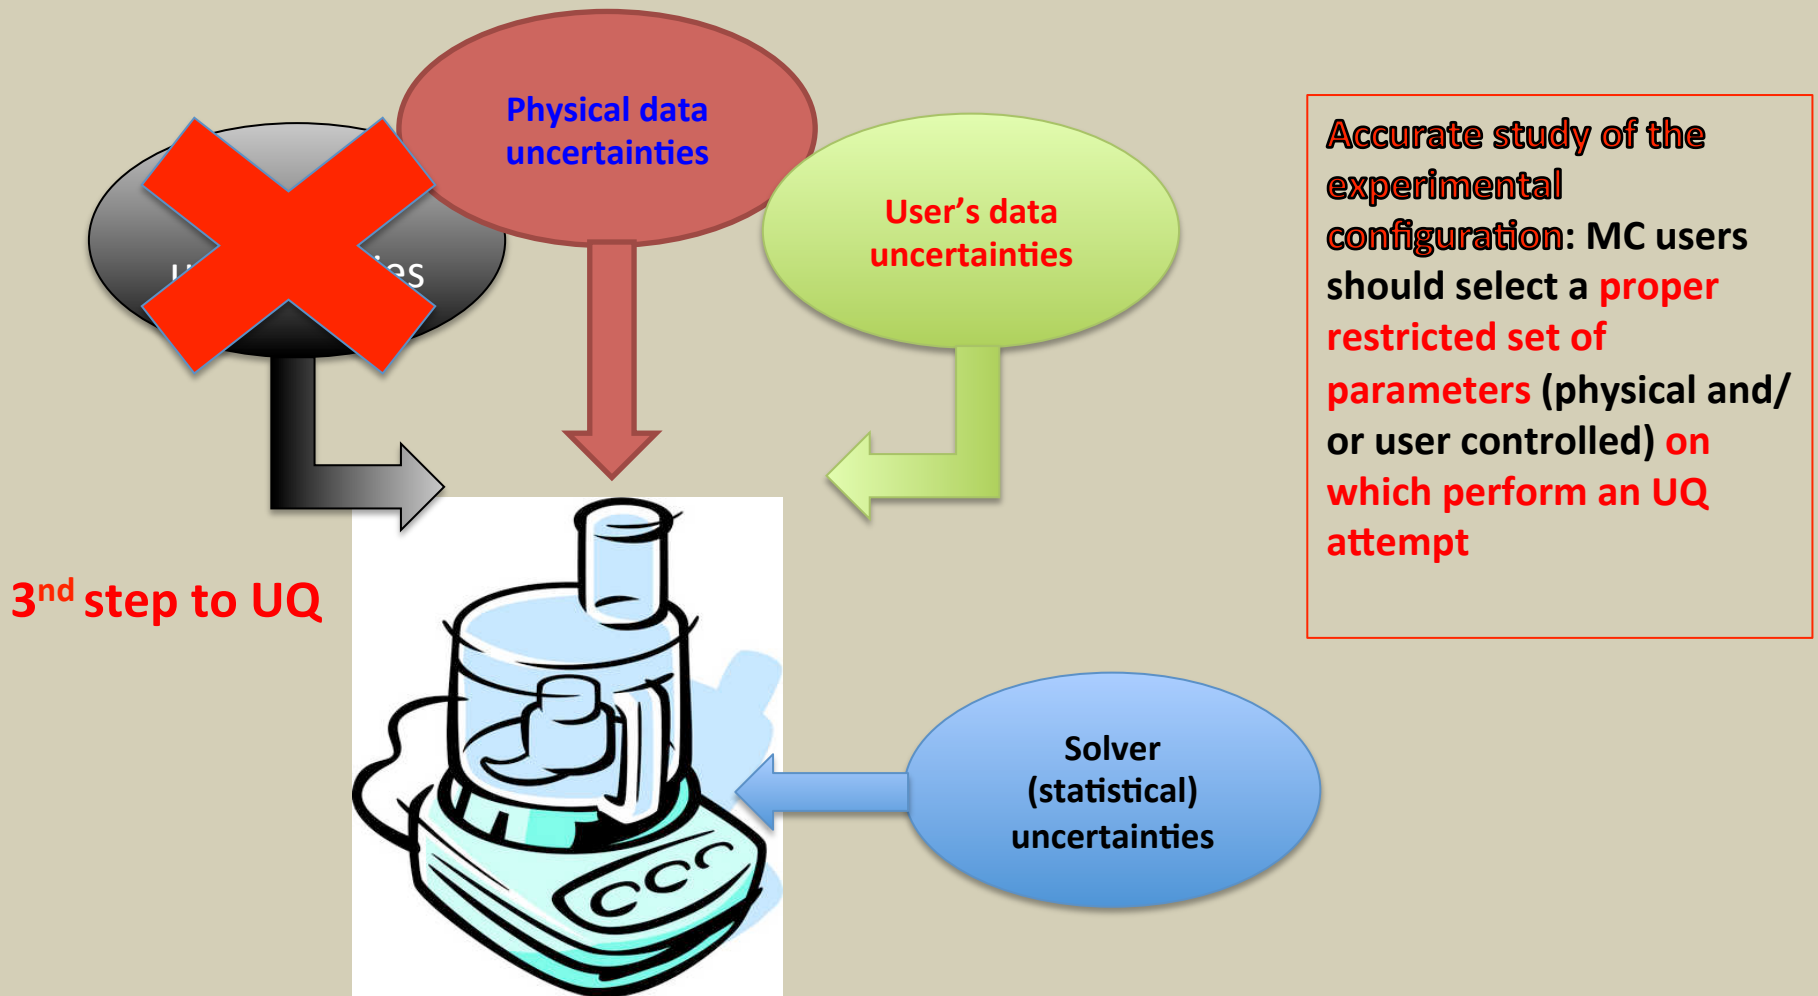 Physical data
uncertainties
User’s data
uncertainties
Accurate study of the
experimental
configuration: MC users
should select a proper
restricted set of
parameters (physical and/
or user controlled) on
which perform an UQ
attempt
3nd step to UQ
Solver
(statistical)
uncertainties